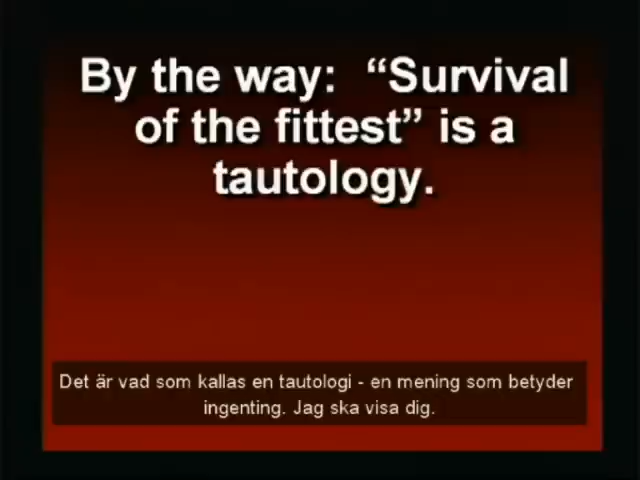 By the way:  “Survival
of the fittest” is a
tautology.
Det är vad som kallas en tautologi - en mening som betyder
ingenting. Jag ska visa dig.